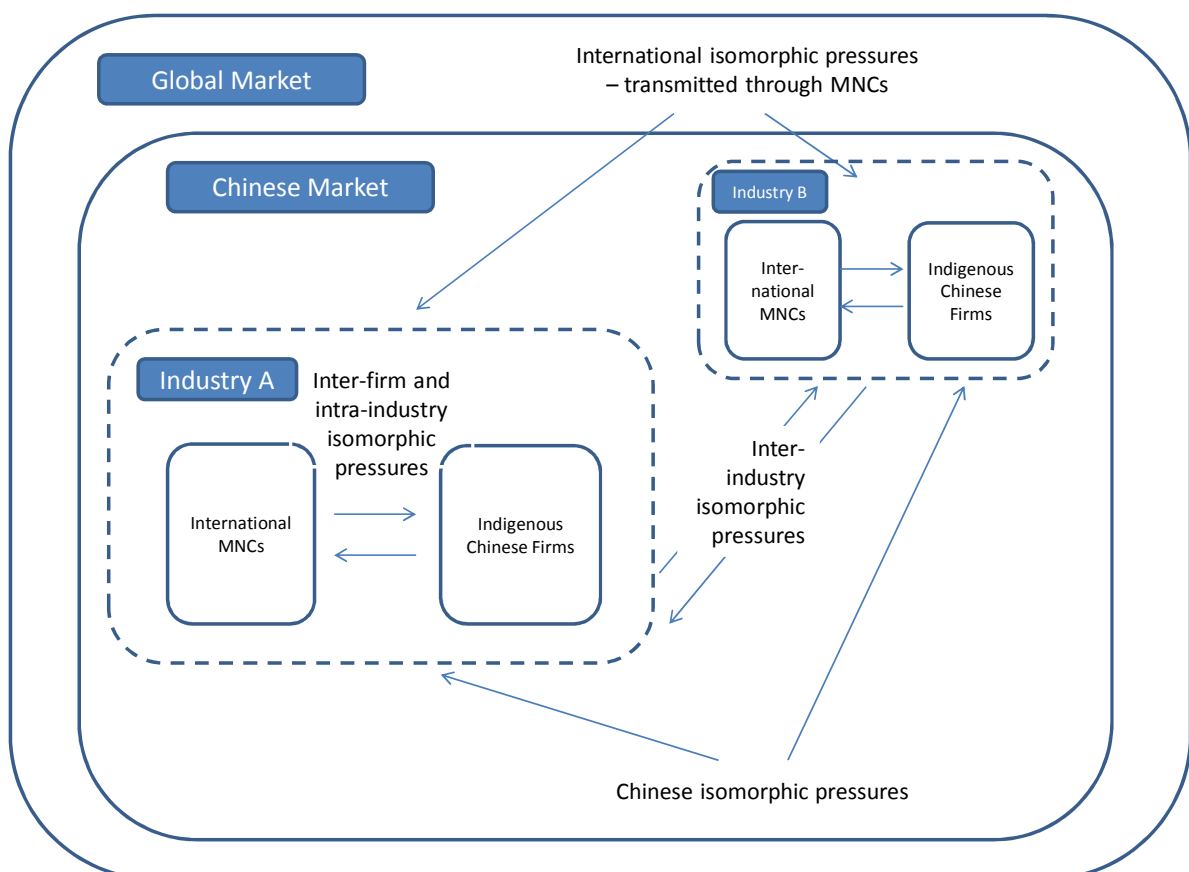 International isomorphic pressures
– transmitted through MNCs
Global Market
Chinese Market
Industry B
Inter-
national
MNCs
Indigenous
Chinese
Firms
Industry A
Inter-firm and
intra-industry
isomorphic
pressures
International
MNCs
Indigenous
Chinese Firms
Inter-
industry
isomorphic
pressures
Chinese isomorphic pressures